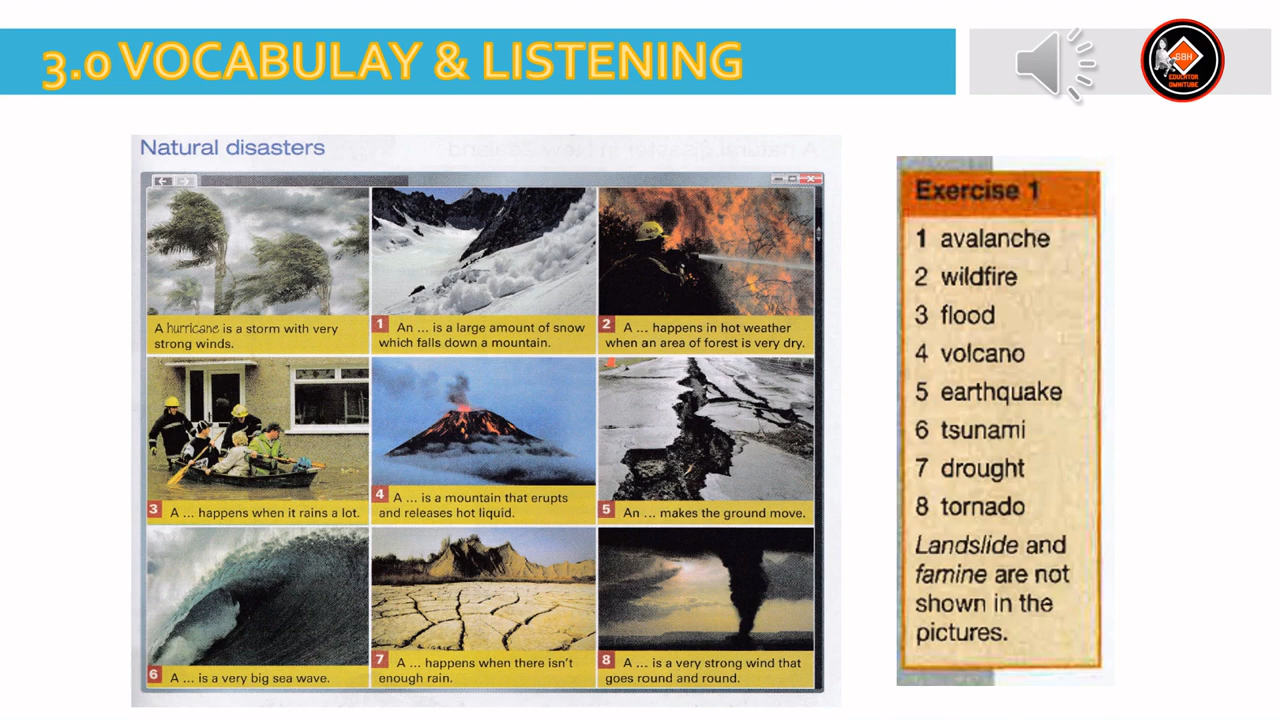 3.0 VOCABULAY & LISTENING
GBH
EDUCATOR
OMNITUBE
Natural disasters
A hurricane is a storm with very
strong winds.
1 An ... is a large amount of snow
which falls down a mountain.
2 A ... happens in hot weather
when an area of forest is very dry.
3 A ... happens when it rains a lot.
4 A ... is a mountain that erupts
and releases hot liquid.
5 An ... makes the ground move.
6 A ... is a very big sea wave.
7 A ... happens when there isn't
enough rain.
8 A ... is a very strong wind that
goes round and round.
Exercise 1
1 avalanche
2 wildfire
3 flood
4 volcano
5 earthquake
6 tsunami
7 drought
8 tornado
Landslide and
famine are not
shown in the
pictures.